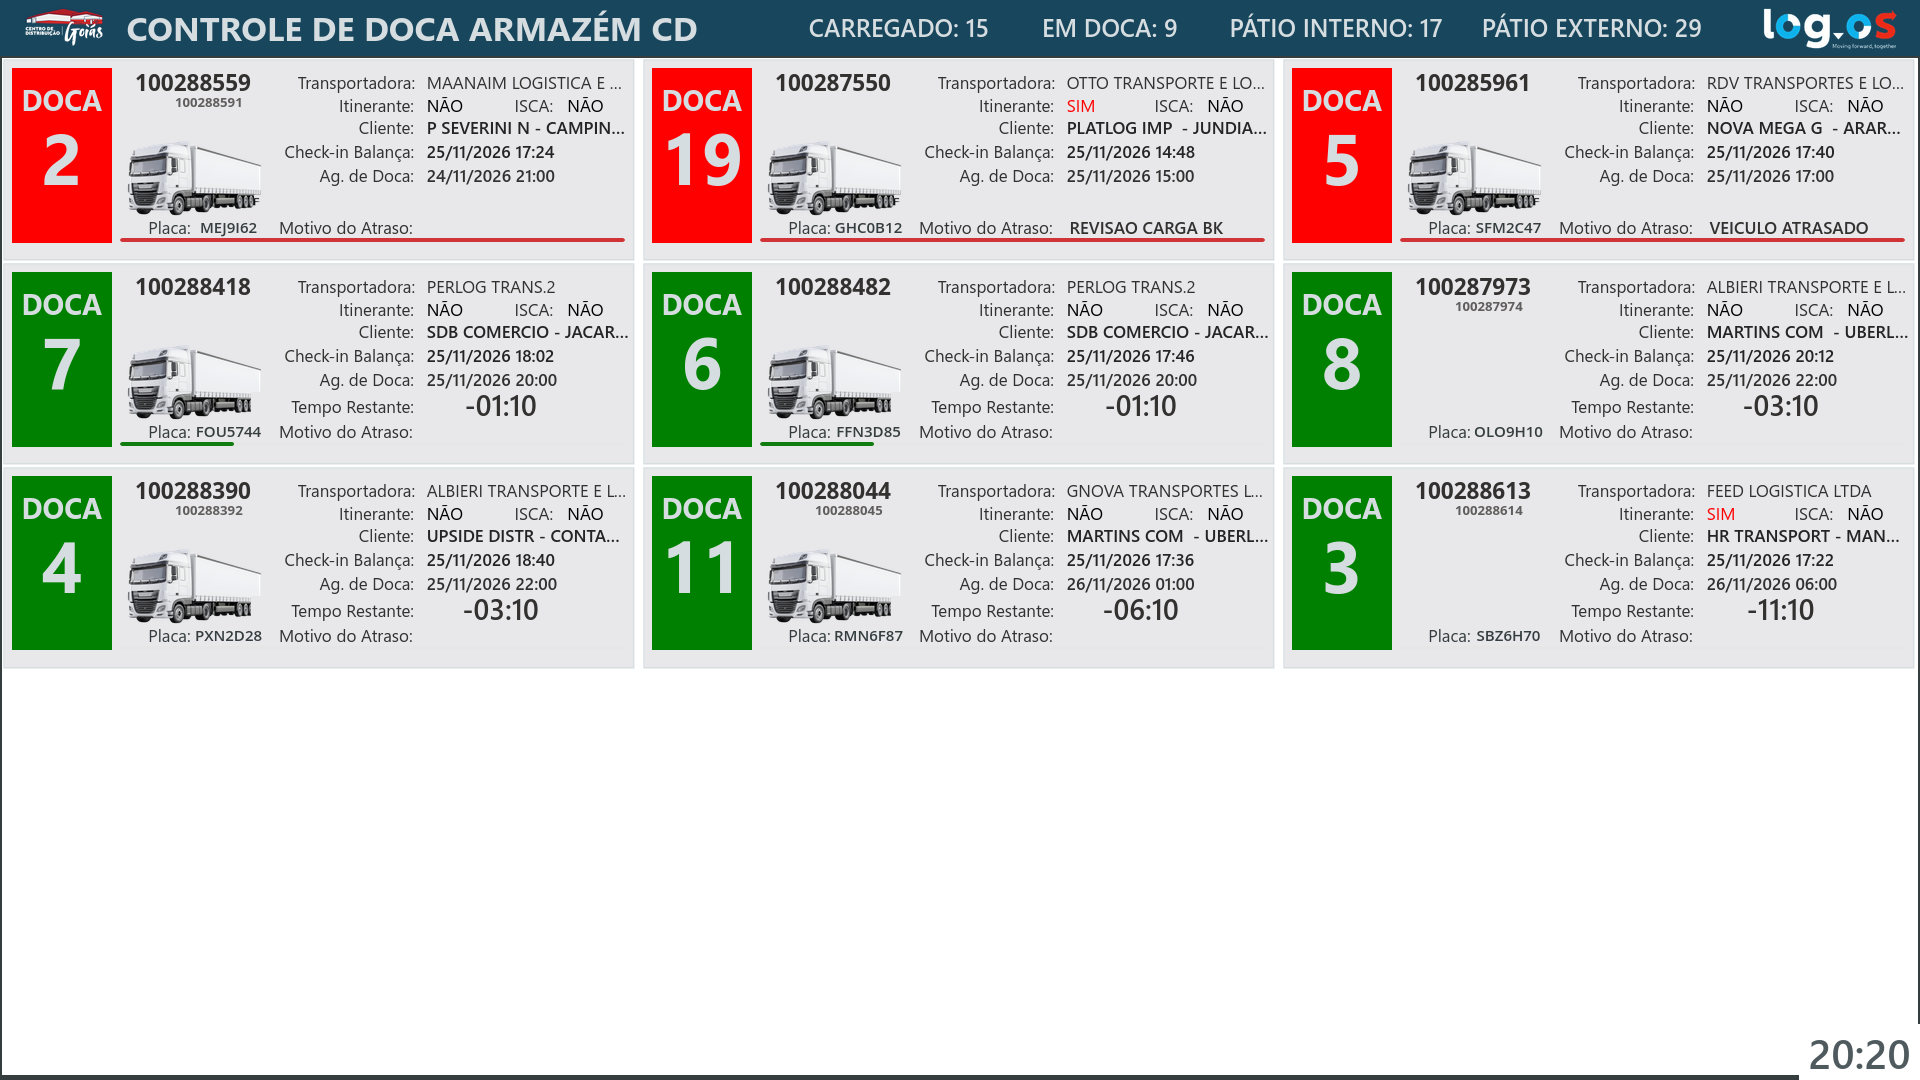 CENTRO DE DISTRIBUIÇÃO Goiás
CONTROLE DE DOCA ARMAZÉM CD
CARREGADO: 15
EM DOCA: 9
PÁTIO INTERNO: 17
PÁTIO EXTERNO: 29
log.os
Moving forward, together
DOCA
2
100288559
100288591
Transportadora: MAANAIM LOGISTICA E ...
Itinerante: NÃO ISCA: NÃO
Cliente: P SEVERINI N - CAMPIN...
Check-in Balança: 25/11/2026 17:24
Ag. de Doca: 24/11/2026 21:00
Placa: MEJ9I62 Motivo do Atraso:
DOCA
19
100287550
Transportadora: OTTO TRANSPORTE E LO...
Itinerante: SIM ISCA: NÃO
Cliente: PLATLOG IMP - JUNDIA...
Check-in Balança: 25/11/2026 14:48
Ag. de Doca: 25/11/2026 15:00
Placa: GHC0B12 Motivo do Atraso: REVISAO CARGA BK
DOCA
5
100285961
Transportadora: RDV TRANSPORTES E LO...
Itinerante: NÃO ISCA: NÃO
Cliente: NOVA MEGA G - ARAR...
Check-in Balança: 25/11/2026 17:40
Ag. de Doca: 25/11/2026 17:00
Placa: SFM2C47 Motivo do Atraso: VEICULO ATRASADO
DOCA
7
100288418
Transportadora: PERLOG TRANS.2
Itinerante: NÃO ISCA: NÃO
Cliente: SDB COMERCIO - JACAR...
Check-in Balança: 25/11/2026 18:02
Ag. de Doca: 25/11/2026 20:00
Tempo Restante: -01:10
Placa: FOU5744 Motivo do Atraso:
DOCA
6
100288482
Transportadora: PERLOG TRANS.2
Itinerante: NÃO ISCA: NÃO
Cliente: SDB COMERCIO - JACAR...
Check-in Balança: 25/11/2026 17:46
Ag. de Doca: 25/11/2026 20:00
Tempo Restante: -01:10
Placa: FFN3D85 Motivo do Atraso:
DOCA
8
100287973
100287974
Transportadora: ALBIERI TRANSPORTE E L...
Itinerante: NÃO ISCA: NÃO
Cliente: MARTINS COM - UBERL...
Check-in Balança: 25/11/2026 20:12
Ag. de Doca: 25/11/2026 22:00
Tempo Restante: -03:10
Placa: OLO9H10 Motivo do Atraso:
DOCA
4
100288390
100288392
Transportadora: ALBIERI TRANSPORTE E L...
Itinerante: NÃO ISCA: NÃO
Cliente: UPSIDE DISTR - CONTA...
Check-in Balança: 25/11/2026 18:40
Ag. de Doca: 25/11/2026 22:00
Tempo Restante: -03:10
Placa: PXN2D28 Motivo do Atraso:
DOCA
11
100288044
100288045
Transportadora: GNOVA TRANSPORTES L...
Itinerante: NÃO ISCA: NÃO
Cliente: MARTINS COM - UBERL...
Check-in Balança: 25/11/2026 17:36
Ag. de Doca: 26/11/2026 01:00
Tempo Restante: -06:10
Placa: RMN6F87 Motivo do Atraso:
DOCA
3
100288613
100288614
Transportadora: FEED LOGISTICA LTDA
Itinerante: SIM ISCA: NÃO
Cliente: HR TRANSPORT - MAN...
Check-in Balança: 25/11/2026 17:22
Ag. de Doca: 26/11/2026 06:00
Tempo Restante: -11:10
Placa: SBZ6H70 Motivo do Atraso:
20:20